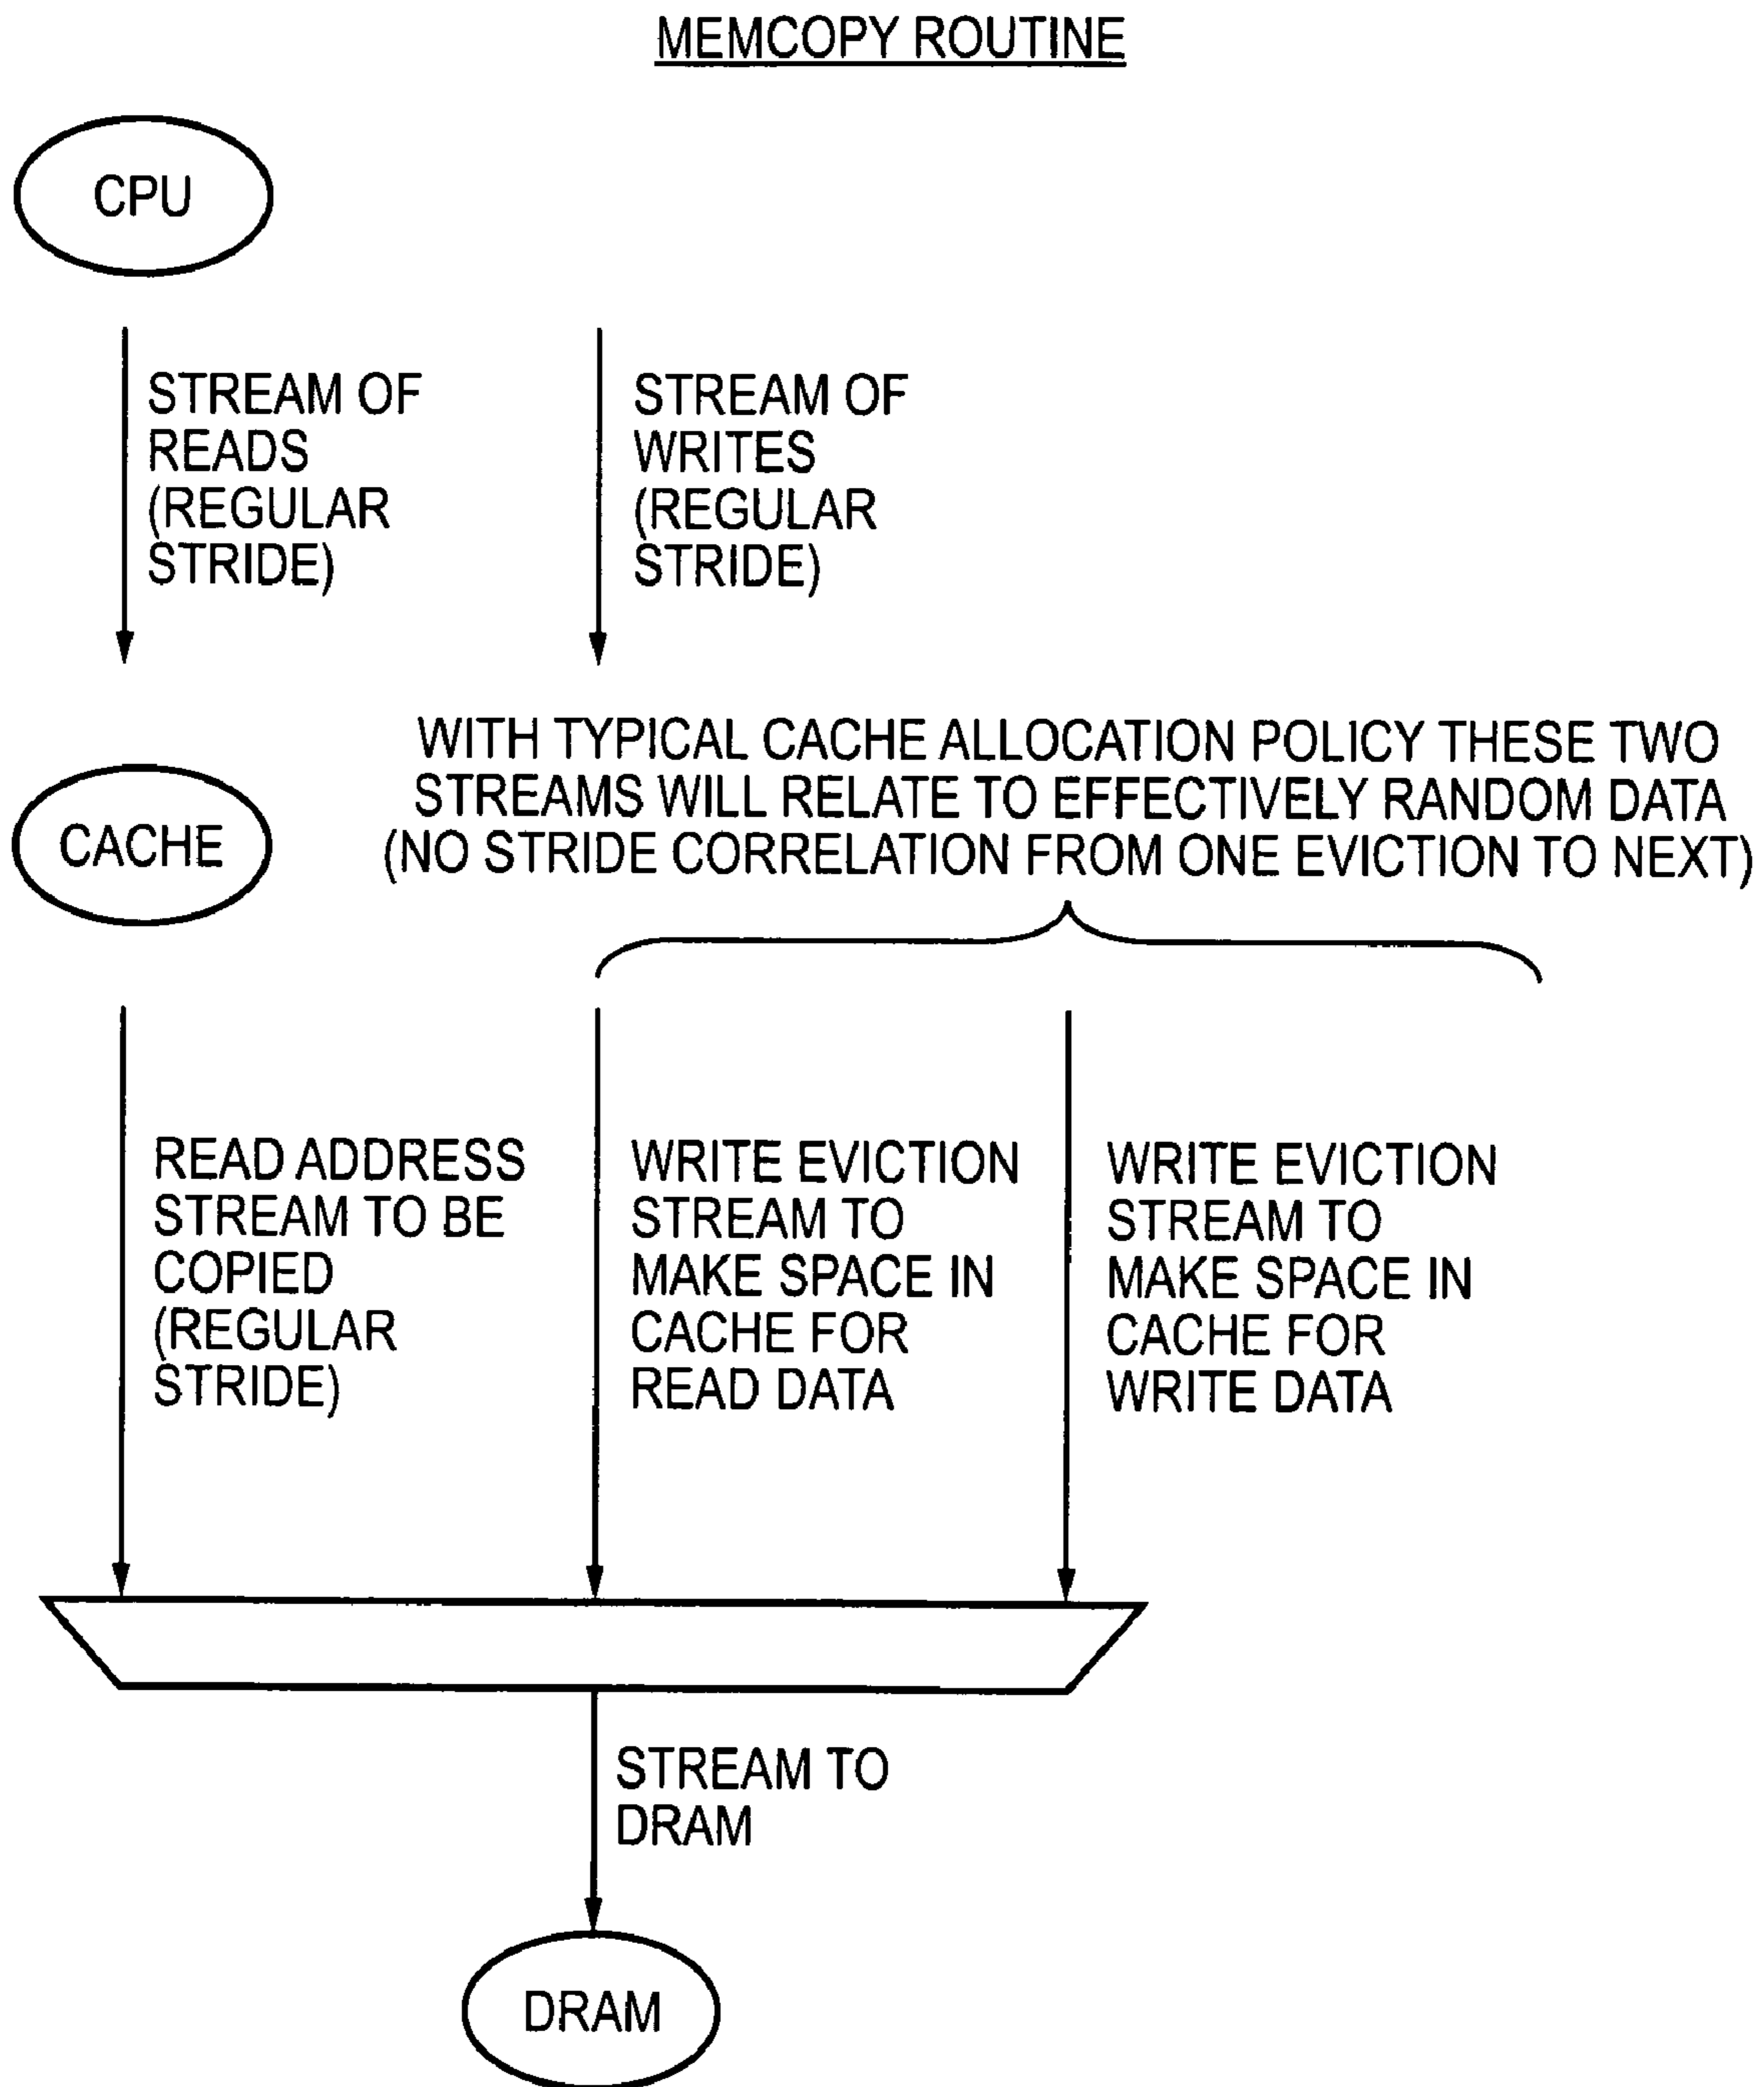 MEMCOPY ROUTINE
CPU
STREAM OF
READS
(REGULAR
STRIDE)
STREAM OF
WRITES
(REGULAR
STRIDE)
WITH TYPICAL CACHE ALLOCATION POLICY THESE TWO
STREAMS WILL RELATE TO EFFECTIVELY RANDOM DATA
(NO STRIDE CORRELATION FROM ONE EVICTION TO NEXT)
CACHE
READ ADDRESS
STREAM TO BE
COPIED
(REGULAR
STRIDE)
WRITE EVICTION
STREAM TO
MAKE SPACE IN
CACHE FOR
READ DATA
WRITE EVICTION
STREAM TO
MAKE SPACE IN
CACHE FOR
WRITE DATA
STREAM TO
DRAM
DRAM